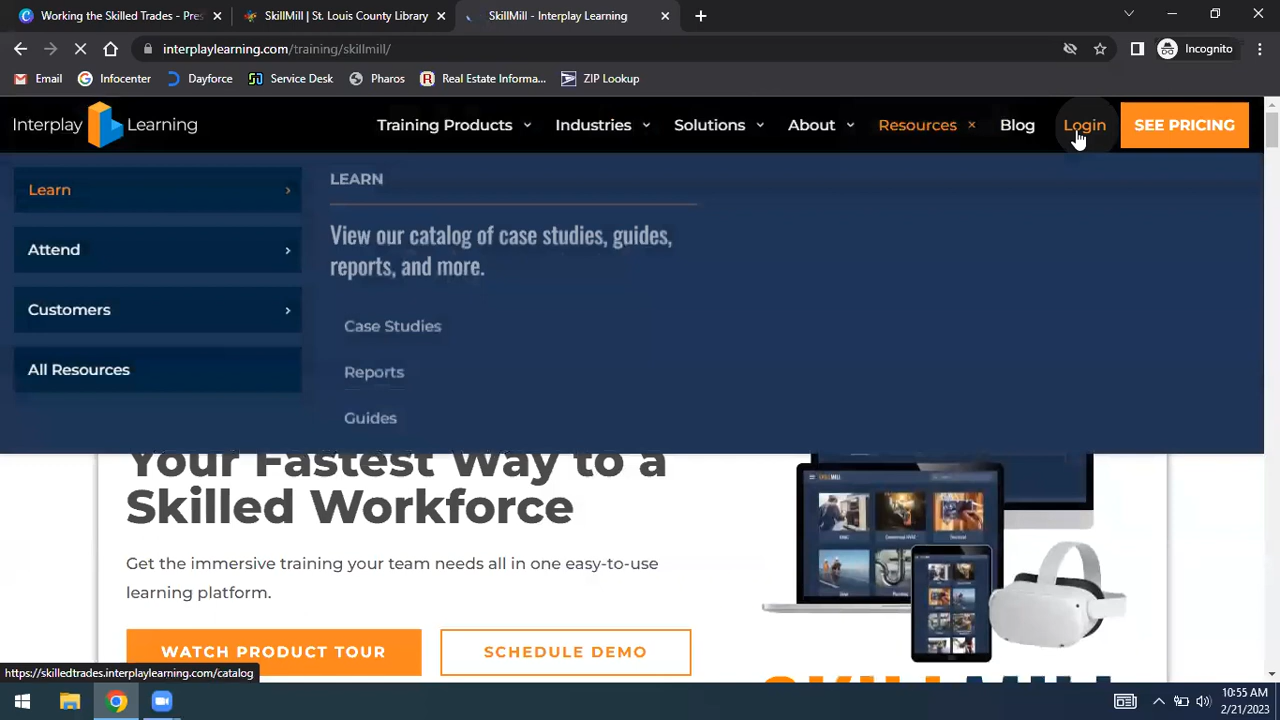 Working the Skilled Trades - Pres
SkillMill | St. Louis County Library
SkillMill - Interplay Learning
interplaylearning.com/training/skillmill/
Incognito
Email
Infocenter
Dayforce
Service Desk
Pharos
Real Estate Informa...
ZIP Lookup
Interplay Learning
Training Products
Industries
Solutions
About
Resources
Blog
Login
SEE PRICING
Learn
Attend
Customers
All Resources
LEARN
View our catalog of case studies, guides,
reports, and more.
Case Studies
Reports
Guides
Your Fastest Way to a
Skilled Workforce
Get the immersive training your team needs all in one easy-to-use
learning platform.
WATCH PRODUCT TOUR
SCHEDULE DEMO
SKILLMILL
SKILLMILL
https://skilledtrades.interplaylearning.com/catalog
10:55 AM
2/21/2023